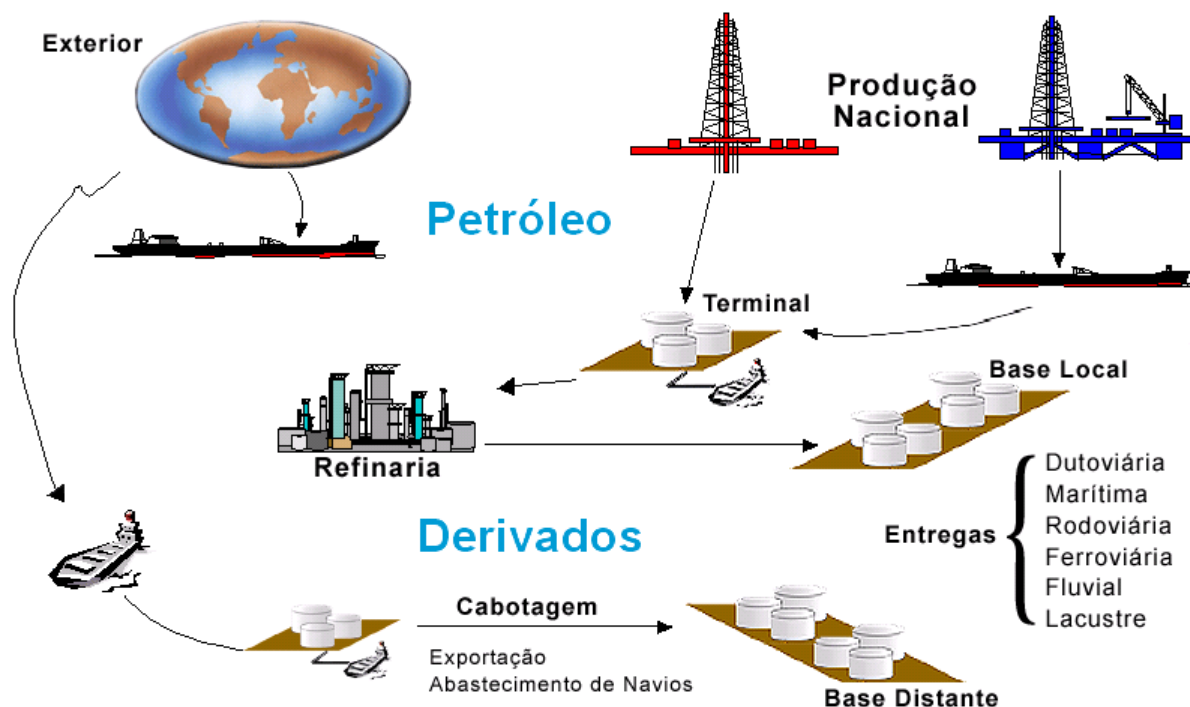 Exterior
Produção
Nacional
Petróleo
Terminal
Base Local
Refinaria
Dutoviária
Marítima
Rodoviária
Ferroviária
Fluvial
Lacustre
Entregas
Derivados
Cabotagem
Exportação
Abastecimento de Navios
Base Distante